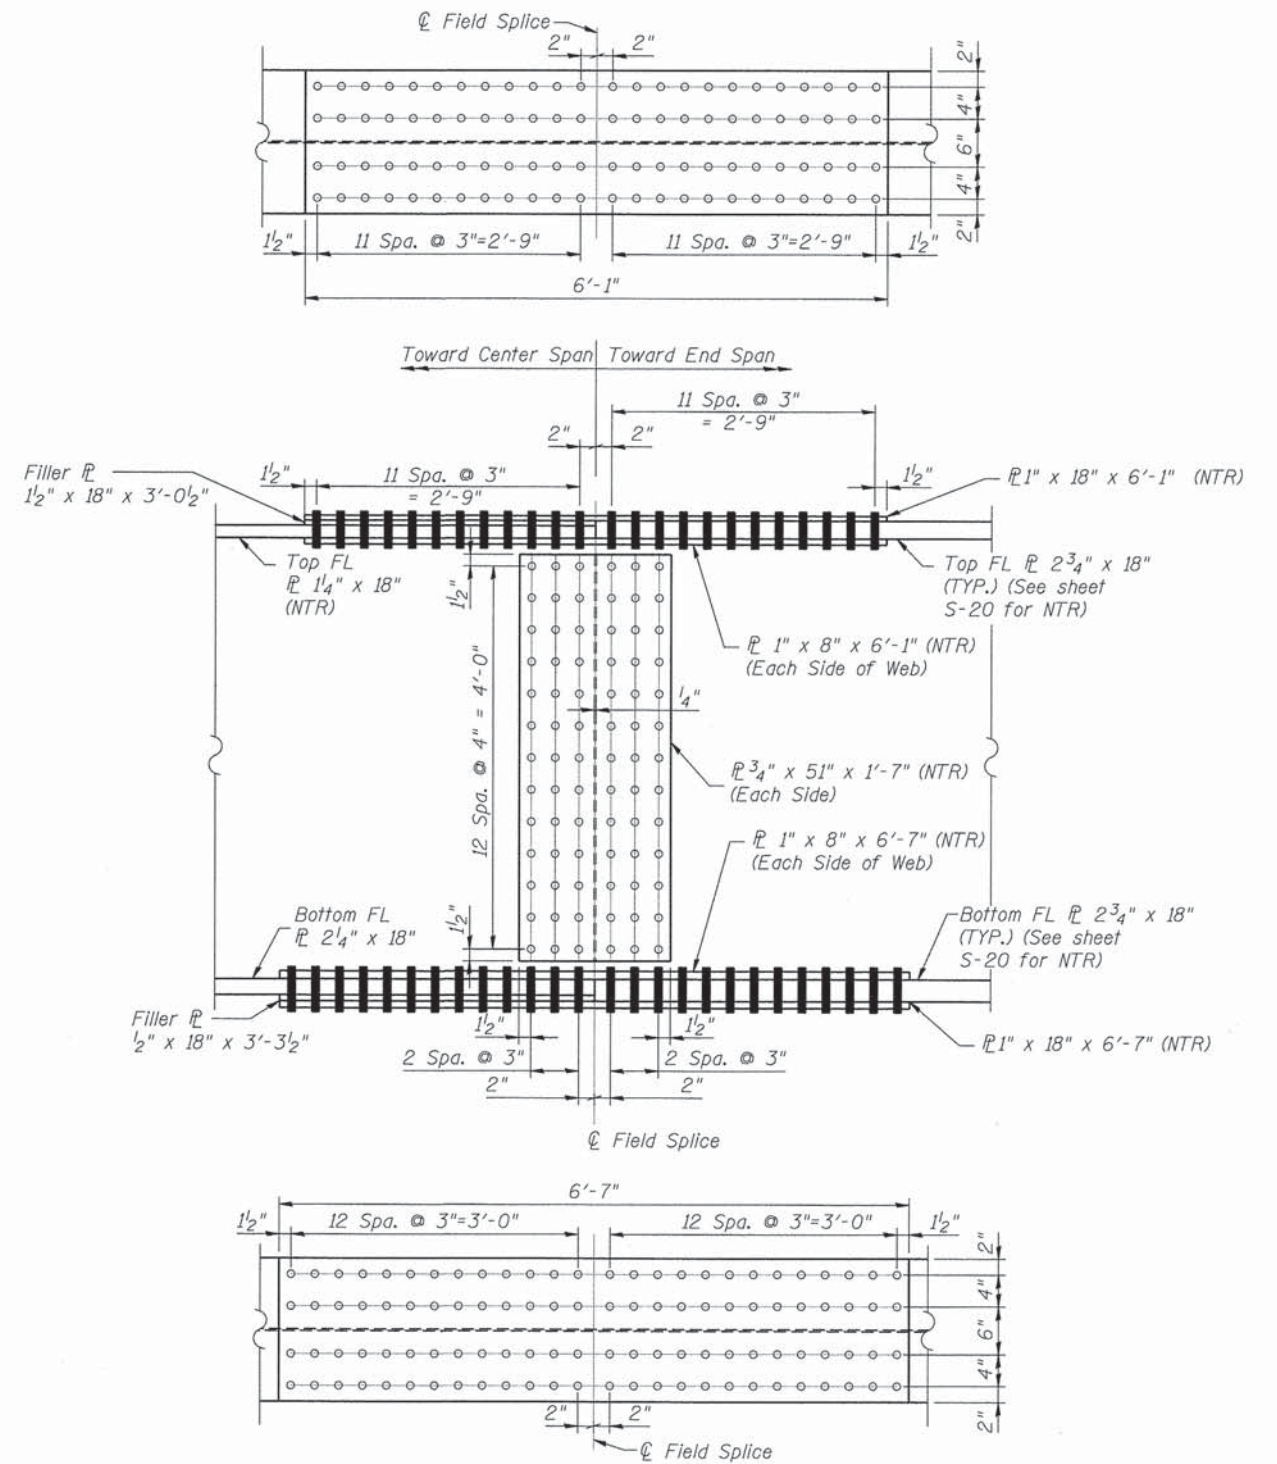 ℄ Field Splice
2" 2"
2"
4"
6"
4"
2"
1½" 11 Spa. @ 3"=2'-9" 11 Spa. @ 3"=2'-9" 1½"
6'-1"
Toward Center Span Toward End Span
11 Spa. @ 3"
= 2'-9"
2" 2"
Filler ℄
1½" x 18" x 3'-0½"
1½" 11 Spa. @ 3"
= 2'-9"
1½"
℄ 1" x 18" x 6'-1" (NTR)
Top FL
℄ 1¼" x 18"
(NTR)
1½"
Top FL ℄ 2¾" x 18"
(TYP.) (See sheet
S-20 for NTR)
℄ 1" x 8" x 6'-1" (NTR)
(Each Side of Web)
12 Spa. @ 4" = 4'-0"
¼"
℄ ¾" x 51" x 1'-7" (NTR)
(Each Side)
℄ 1" x 8" x 6'-7" (NTR)
(Each Side of Web)
1½"
Bottom FL
℄ 2¼" x 18"
Bottom FL ℄ 2¾" x 18"
(TYP.) (See sheet
S-20 for NTR)
Filler ℄
½" x 18" x 3'-3½"
1½" 1½"
℄ 1" x 18" x 6'-7" (NTR)
2 Spa. @ 3" 2 Spa. @ 3"
2" 2"
℄ Field Splice
6'-7"
1½" 12 Spa. @ 3"=3'-0" 12 Spa. @ 3"=3'-0" 1½"
2"
4"
6"
4"
2"
2" 2"
℄ Field Splice